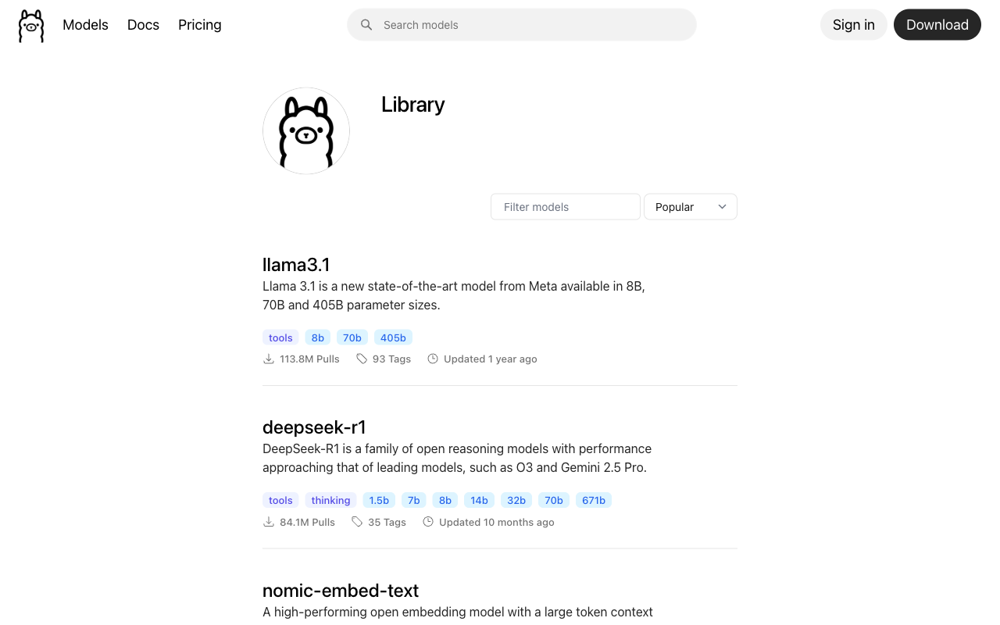 Models Docs Pricing Search models Sign in Download
Library
Filter models Popular
llama3.1
Llama 3.1 is a new state-of-the-art model from Meta available in 8B,
70B and 405B parameter sizes.
tools 8b 70b 405b
113.8M Pulls 93 Tags Updated 1 year ago
deepseek-r1
DeepSeek-R1 is a family of open reasoning models with performance
approaching that of leading models, such as O3 and Gemini 2.5 Pro.
tools thinking 1.5b 7b 8b 14b 32b 70b 671b
84.1M Pulls 35 Tags Updated 10 months ago
nomic-embed-text
A high-performing open embedding model with a large token context